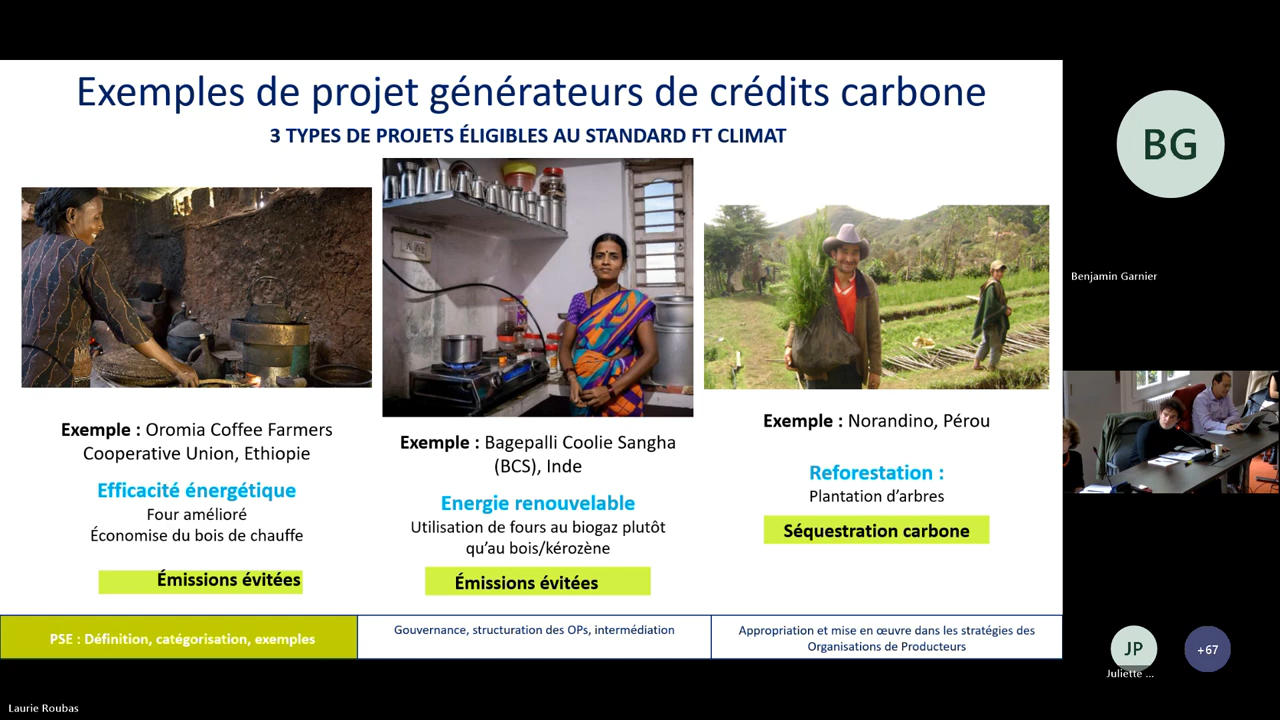 Exemples de projet générateurs de crédits carbone
3 TYPES DE PROJETS ÉLIGIBLES AU STANDARD FT CLIMAT
Exemple : Oromia Coffee Farmers
Cooperative Union, Ethiopie
Efficacité énergétique
Four amélioré
Économise du bois de chauffe
Émissions évitées
Exemple : Bagepalli Coolie Sangha
(BCS), Inde
Energie renouvelable
Utilisation de fours au biogaz plutôt
qu'au bois/kérozène
Émissions évitées
Exemple : Norandino, Pérou
Reforestation :
Plantation d'arbres
Séquestration carbone
PSE : Définition, catégorisation, exemples
Gouvernance, structuration des OPs, intermédiation
Appropriation et mise en œuvre dans les stratégies des
Organisations de Producteurs
BG
Benjamin Garnier
JP
Juliette ...
+67
Laurie Roubas